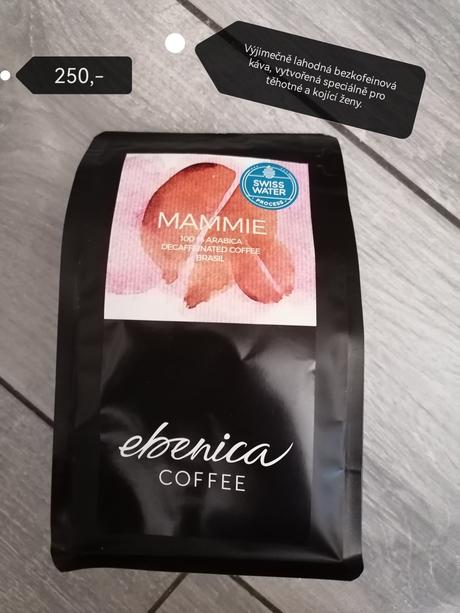 250,-
Výjimečně lahodná bezkofeinová
káva, vytvořená speciálně pro
těhotné a kojící ženy.
SWISS
WATER
PROCESS
MAMMIE
100 % ARABICA
DECAFFEINATED COFFEE
BRASIL
ebenica
COFFEE